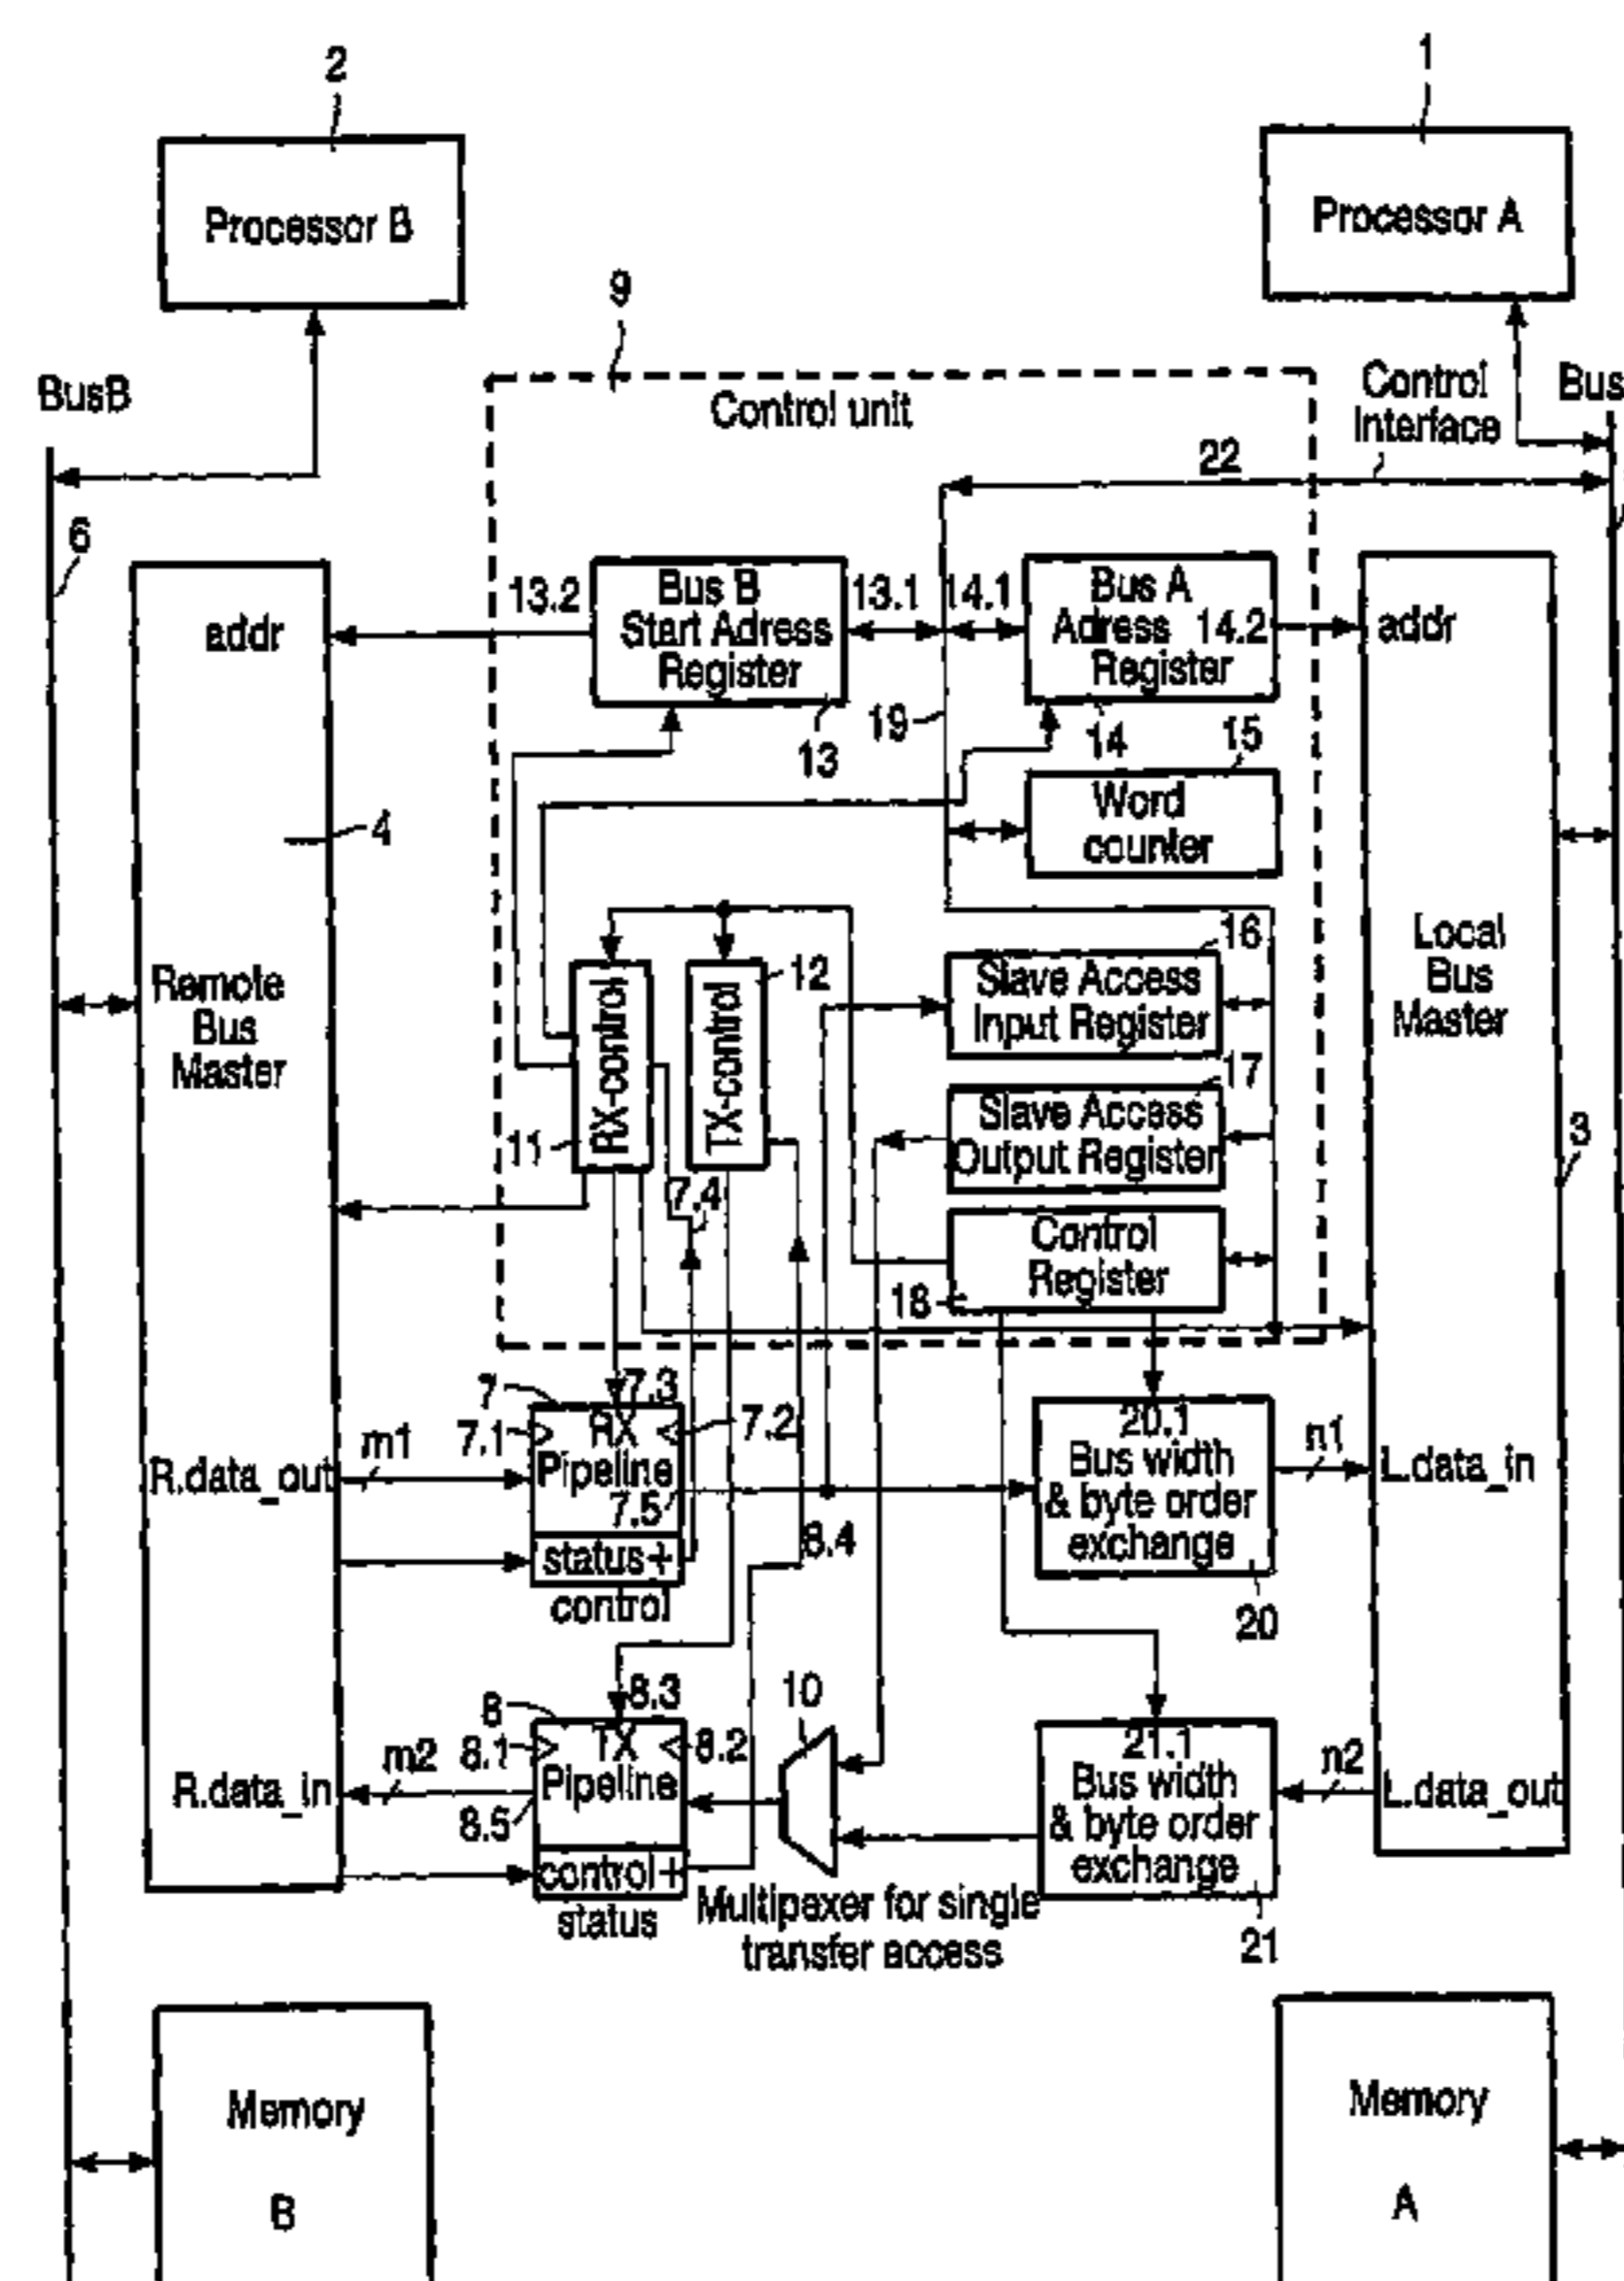 2
1
Processor B
Processor A
9
BusB
Control unit
Control
Interface
Bus
22
6
13.2
Bus B
Start Adress
Register
13.1
14.1
Bus A
Adress 14.2
Register
addr
addr
19
13
14
15
Word
counter
4
16
Slave Access
Input Register
12
Local
Bus
Master
Remote
Bus
Master
RX-control
TX-control
11
17
Slave Access
Output Register
3
7.4
Control
Register
18
7
7.3
7.1
RX
7.2
Pipeline
7.5
m1
R.data_out
status+
control
20.1
Bus width
& byte order
exchange
n1
L.data_in
8.4
20
8
8.3
8.1
TX
8.2
Pipeline
8.5
m2
R.data_in
control+
status
10
Multipexer for single
transfer access
21.1
Bus width
& byte order
exchange
n2
L.data_out
21
Memory
B
Memory
A